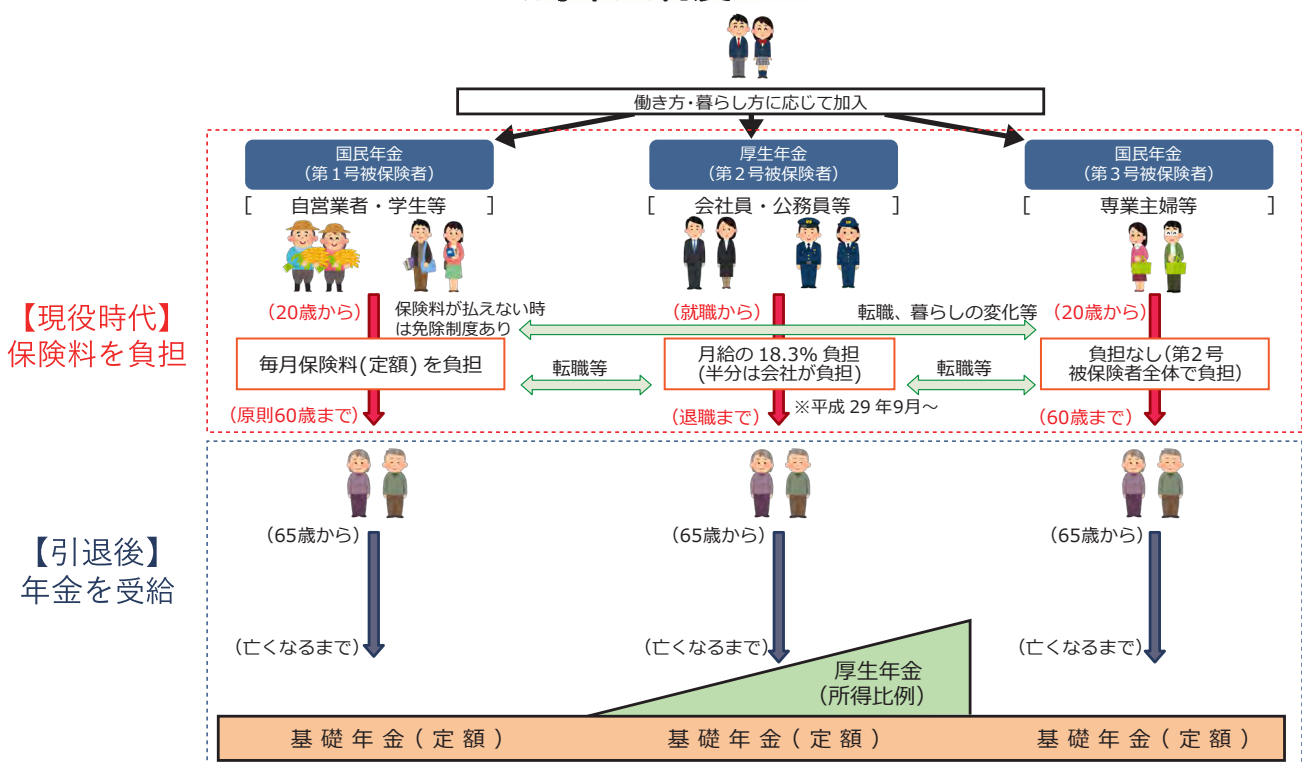 働き方・暮らし方に応じて加入
国民年金
（第１号被保険者）
厚生年金
（第２号被保険者）
国民年金
（第３号被保険者）
[ 自営業者・学生等 ]
[ 会社員・公務員等 ]
[ 専業主婦等 ]
【現役時代】
保険料を負担
（20歳から）
保険料が払えない時
は免除制度あり
（就職から）
転職、暮らしの変化等
（20歳から）
毎月保険料(定額) を負担
転職等
月給の 18.3% 負担
(半分は会社が負担)
転職等
負担なし（第２号
被保険者全体で負担）
（原則60歳まで）
（退職まで）
※平成 29 年9月～
（60歳まで）
【引退後】
年金を受給
（65歳から）
（65歳から）
（65歳から）
（亡くなるまで）
（亡くなるまで）
（亡くなるまで）
厚生年金
（所得比例）
基 礎 年 金 （ 定 額 ）
基 礎 年 金 （ 定 額 ）
基 礎 年 金 （ 定 額 ）